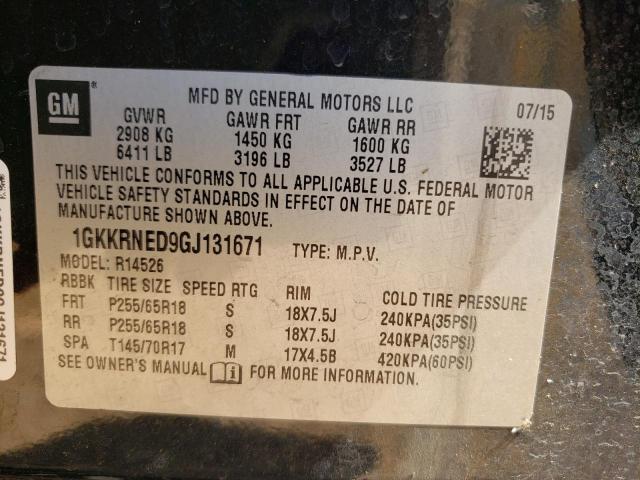 GM
MFD BY GENERAL MOTORS LLC 07/15
GVWR GAWR FRT GAWR RR
2908 KG 1450 KG 1600 KG
6411 LB 3196 LB 3527 LB
THIS VEHICLE CONFORMS TO ALL APPLICABLE U.S. FEDERAL MOTOR
VEHICLE SAFETY STANDARDS IN EFFECT ON THE DATE OF
MANUFACTURE SHOWN ABOVE.
1GKKRNED9GJ131671 TYPE: M.P.V.
MODEL: R14526
RBBK TIRE SIZE SPEED RTG RIM COLD TIRE PRESSURE
FRT P255/65R18 S 18X7.5J 240KPA(35PSI)
RR P255/65R18 S 18X7.5J 240KPA(35PSI)
SPA T145/70R17 M 17X4.5B 420KPA(60PSI)
SEE OWNER'S MANUAL FOR MORE INFORMATION.